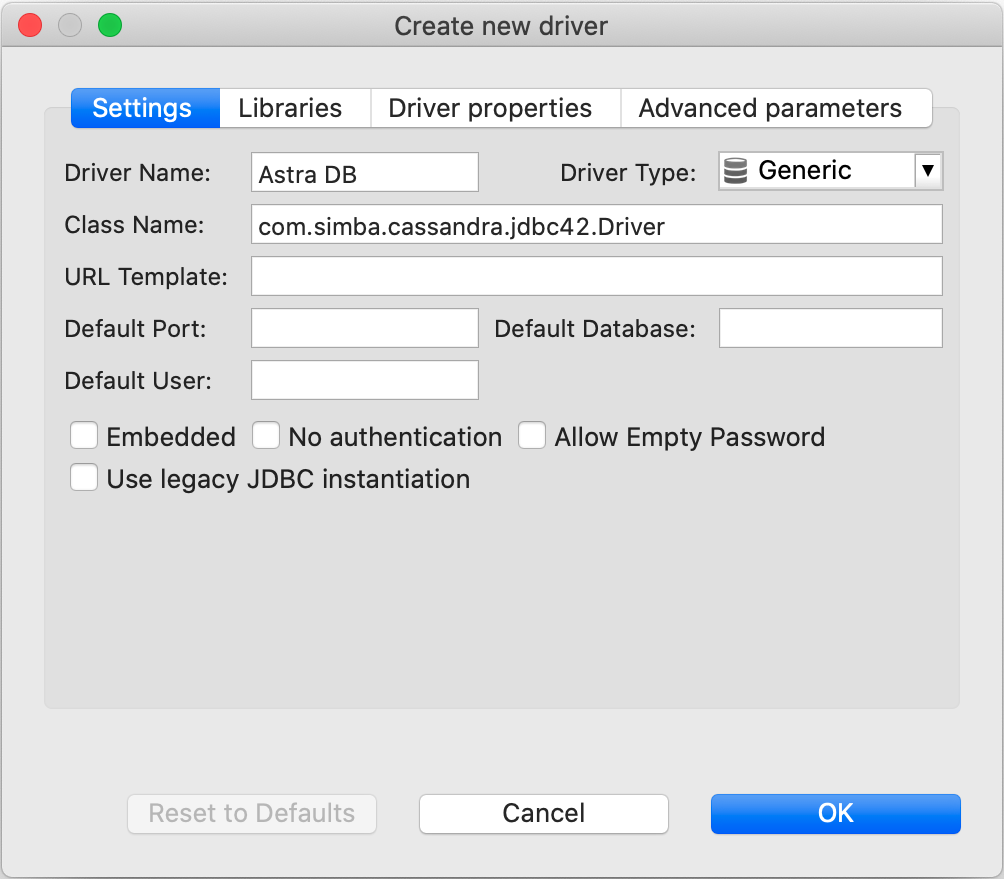 Create new driver
Settings Libraries Driver properties Advanced parameters
Driver Name: Astra DB Driver Type: Generic
Class Name: com.simba.cassandra.jdbc42.Driver
URL Template:
Default Port: Default Database:
Default User:
Embedded No authentication Allow Empty Password
Use legacy JDBC instantiation
Reset to Defaults Cancel OK